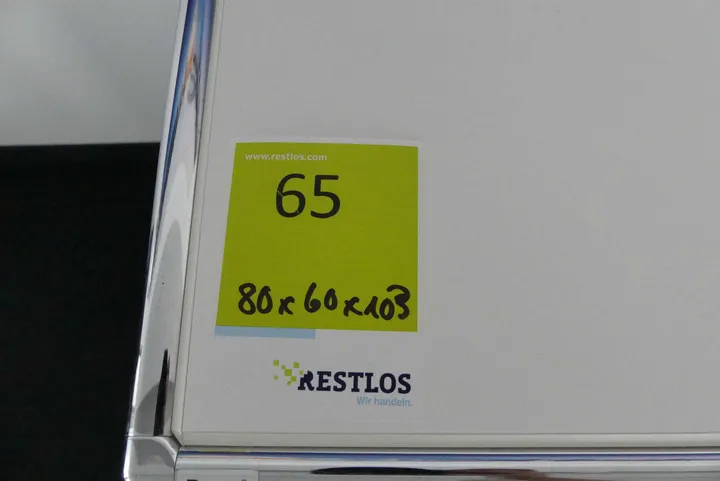 www.restlos.com
65
80x60x103
RESTLOS
Wir handeln.